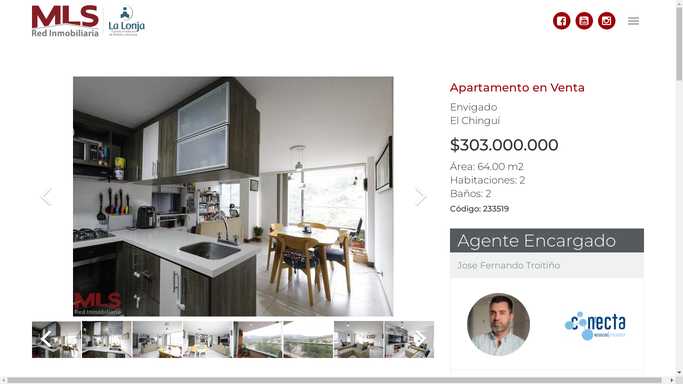 MLS
Red Inmobiliaria
La Lonja
Apartamento en Venta
Envigado
El Chinguí
$303.000.000
Área: 64.00 m2
Habitaciones: 2
Baños: 2
Código: 233519
Agente Encargado
Jose Fernando Troitiño
conecta
MLS
Red Inmobiliaria